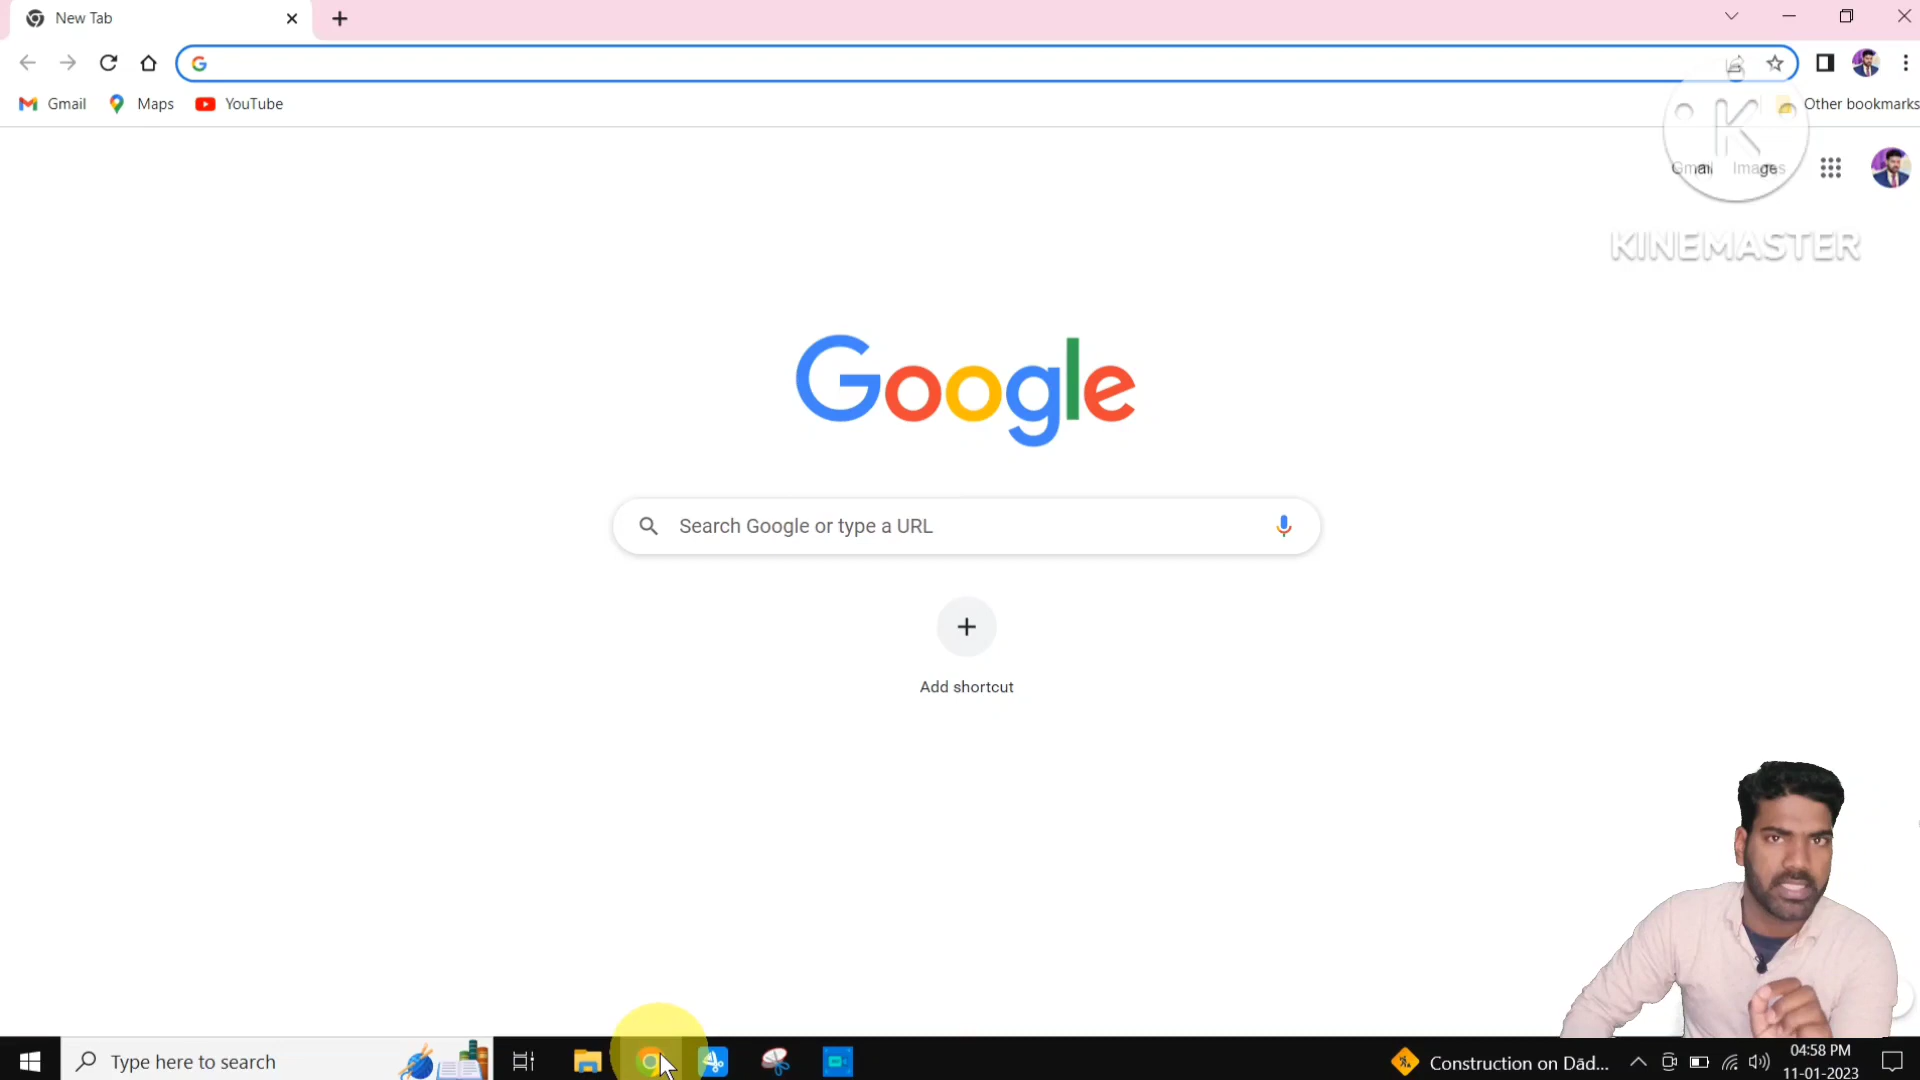 New Tab
Gmail
Maps
YouTube
Other bookmarks
Gmail
Images
K
KINEMASTER
Google
Search Google or type a URL
Add shortcut
Type here to search
Construction on Dād...
04:58 PM
11-01-2023